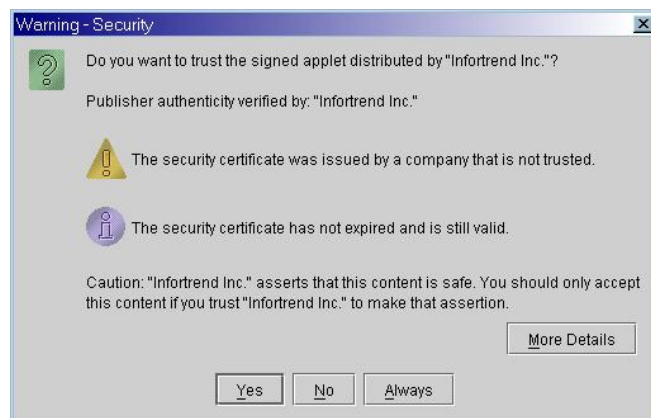 Warning - Security
Do you want to trust the signed applet distributed by "Infortrend Inc."?
Publisher authenticity verified by: "Infortrend Inc."
The security certificate was issued by a company that is not trusted.
The security certificate has not expired and is still valid.
Caution: "Infortrend Inc." asserts that this content is safe. You should only accept
this content if you trust "Infortrend Inc." to make that assertion.
More Details
Yes No Always